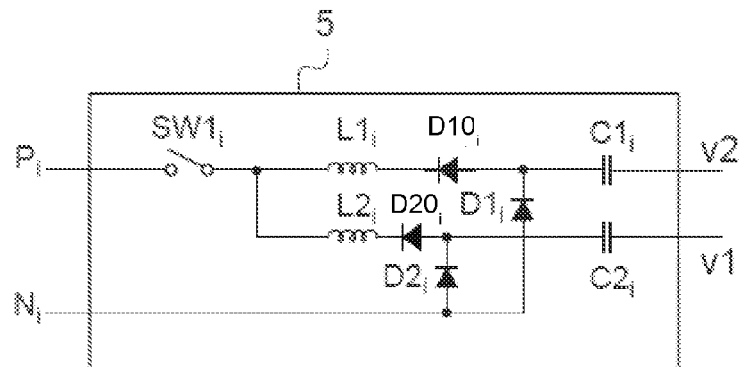 5
SW1i L1i D10i C1i v2
Pi
L2i D20i D1i
D2i C2i v1
Ni